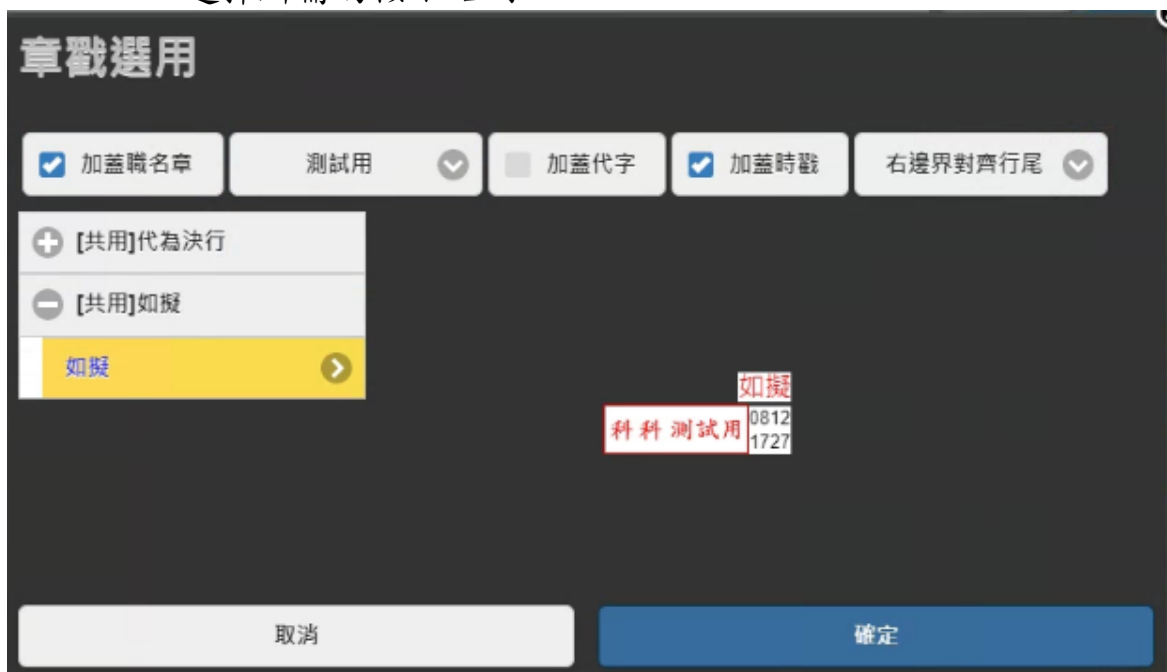 章戳選用
加蓋職名章 測試用 加蓋代字 加蓋時戳 右邊界對齊行尾
[共用]代為決行
[共用]如擬
如擬
如擬
科科 測試用 0812
1727
取消 確定